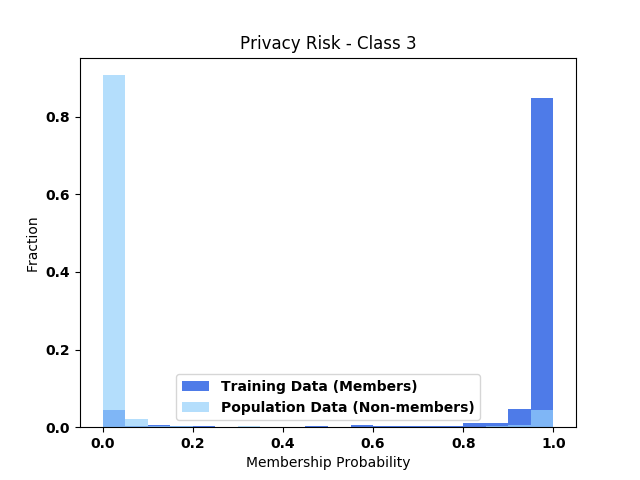 Privacy Risk - Class 3
Fraction
0.8
0.6
0.4
0.2
0.0
Training Data (Members)
Population Data (Non-members)
0.0 0.2 0.4 0.6 0.8 1.0
Membership Probability